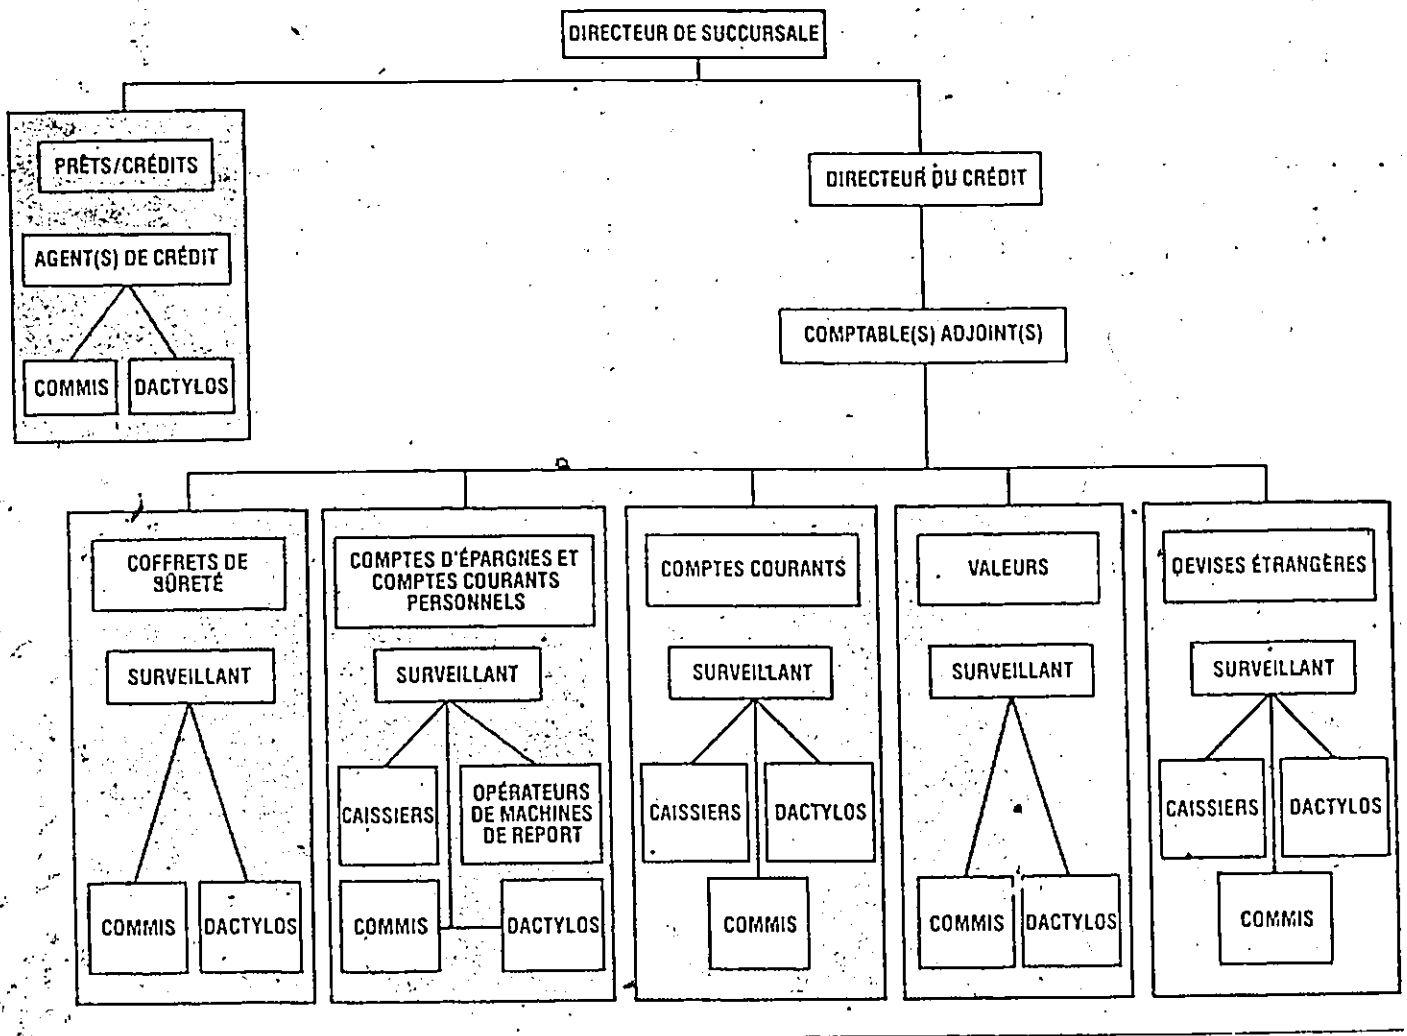 DIRECTEUR DE SUCCURSALE
PRÊTS/CRÉDITS
AGENT(S) DE CRÉDIT
COMMIS
DACTYLOS
DIRECTEUR DU CRÉDIT
COMPTABLE(S) ADJOINT(S)
COFFRETS DE
SÛRETÉ
SURVEILLANT
COMMIS
DACTYLOS
COMPTES D'ÉPARGNES ET
COMPTES COURANTS
PERSONNELS
SURVEILLANT
CAISSIERS
OPÉRATEURS
DE MACHINES
DE REPORT
COMMIS
DACTYLOS
COMPTES COURANTS
SURVEILLANT
CAISSIERS
DACTYLOS
COMMIS
VALEURS
SURVEILLANT
COMMIS
DACTYLOS
DEVISES ÉTRANGÈRES
SURVEILLANT
CAISSIERS
DACTYLOS
COMMIS